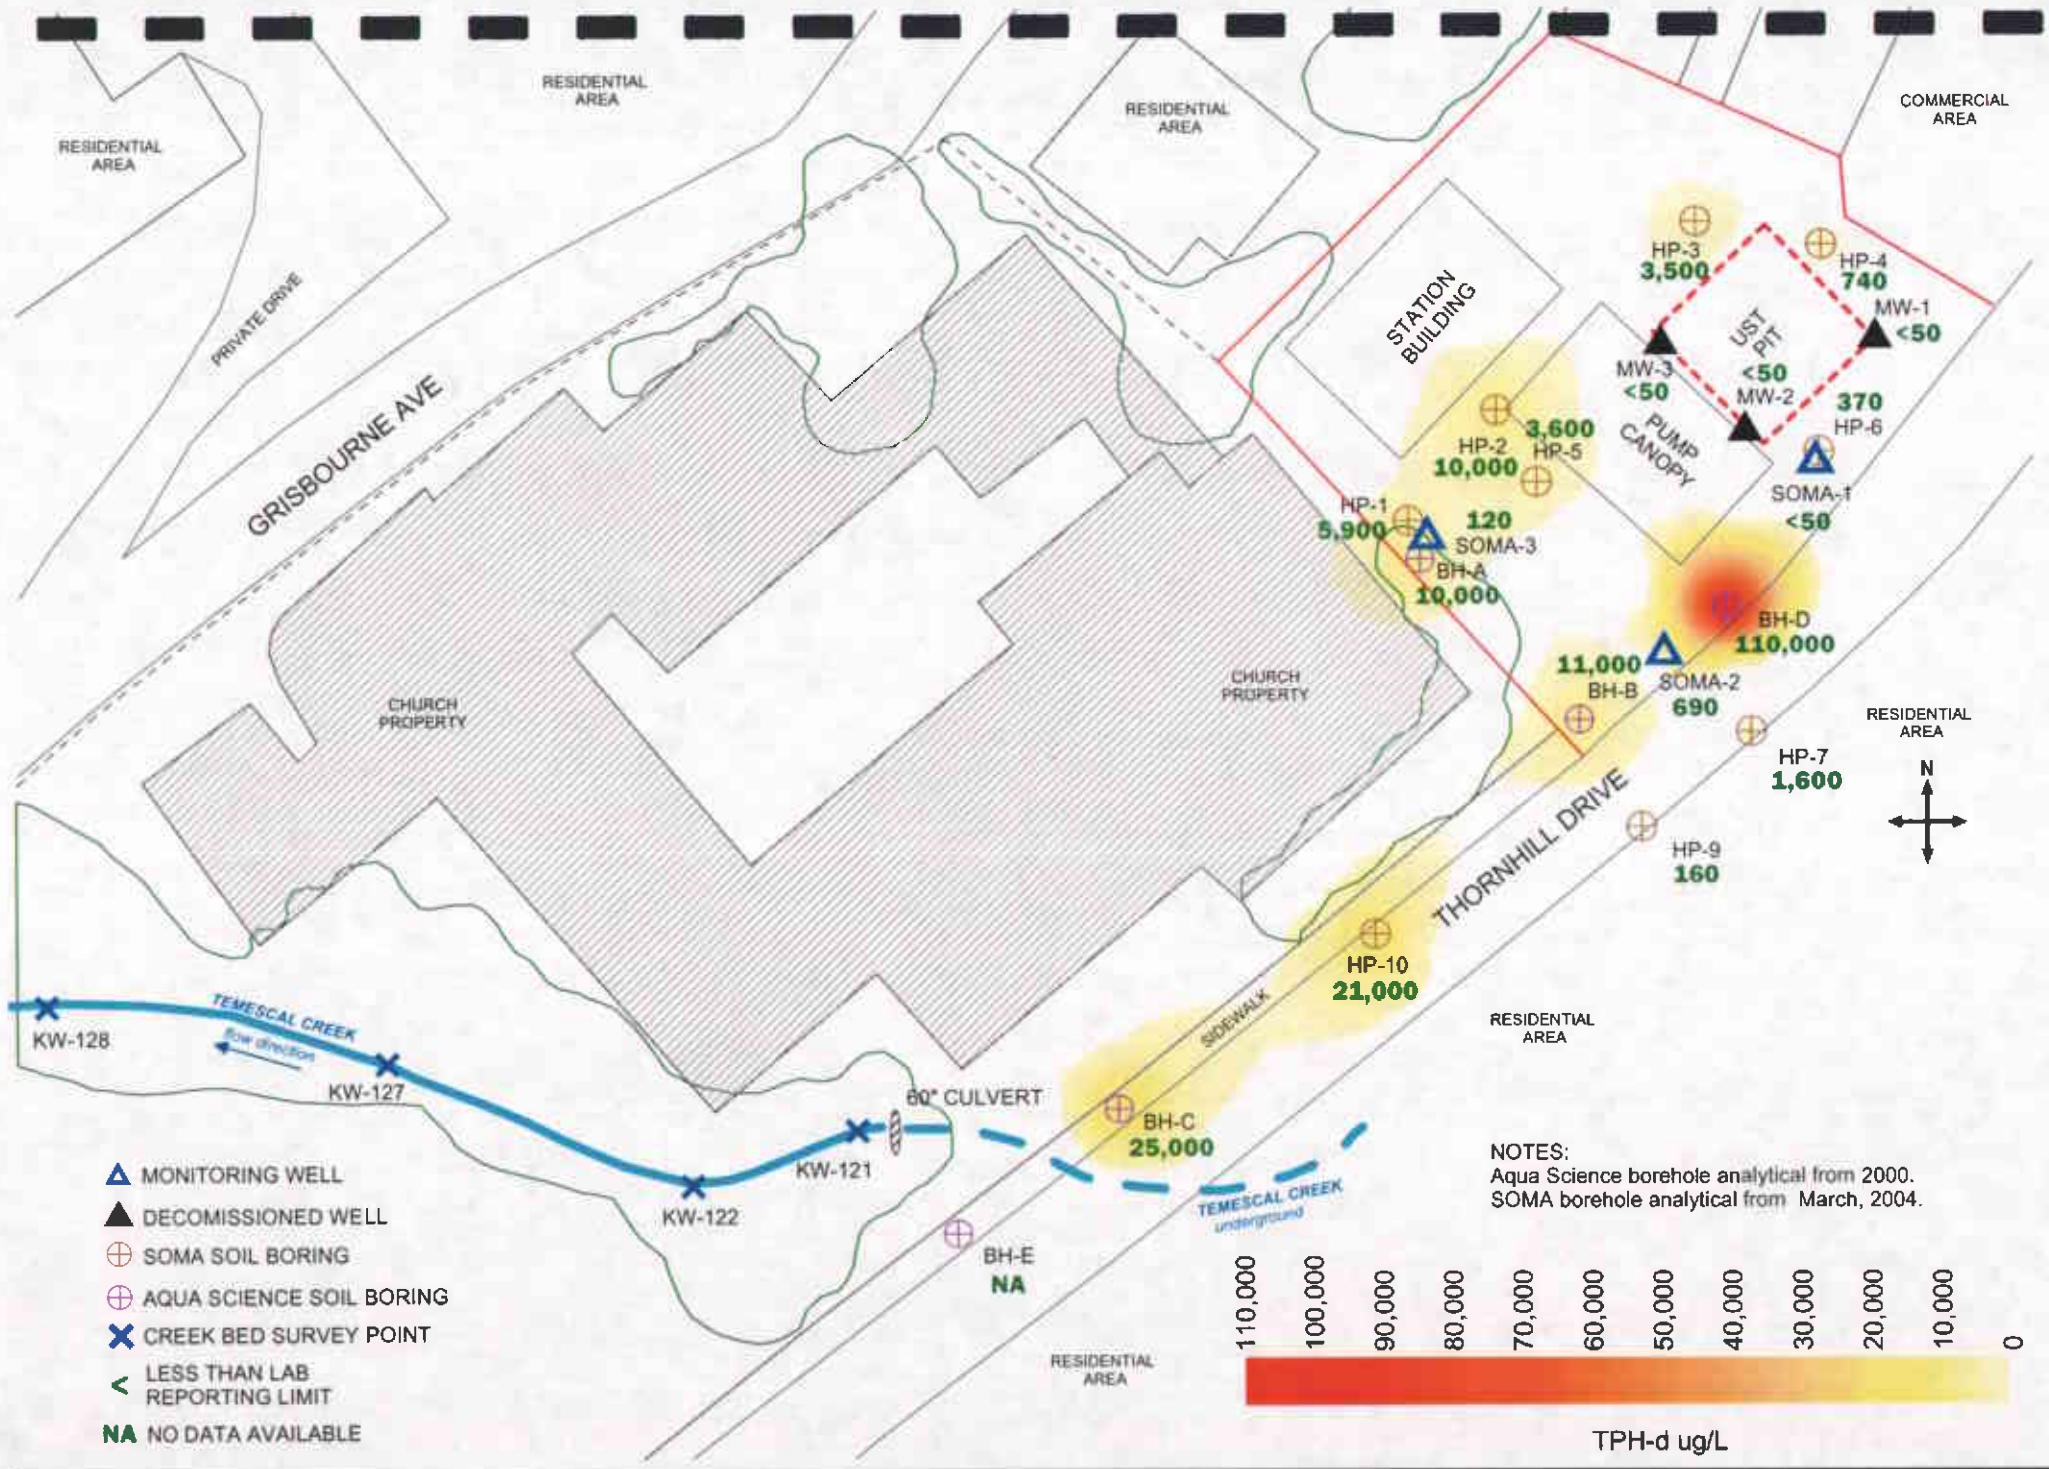 RESIDENTIAL
AREA
RESIDENTIAL
AREA
RESIDENTIAL
AREA
COMMERCIAL
AREA
PRIVATE DRIVE
GRISBOURNE AVE
STATION
BUILDING
HP-3
3,500
HP-4
740
MW-1
<50
UST
PIT
<50
MW-2
MW-3
<50
PUMP
CANOPY
370
HP-6
SOMA-1
<50
HP-2
10,000
3,600
HP-5
HP-1
5,900
120
SOMA-3
BH-A
10,000
BH-D
110,000
11,000
BH-B
SOMA-2
690
HP-7
1,600
HP-9
160
RESIDENTIAL
AREA
N
CHURCH
PROPERTY
CHURCH
PROPERTY
THORNHILL DRIVE
HP-10
21,000
SIDEWALK
RESIDENTIAL
AREA
TEMESCAL CREEK
flow direction
KW-128
KW-127
KW-122
KW-121
60" CULVERT
BH-C
25,000
TEMESCAL CREEK
underground
BH-E
NA
RESIDENTIAL
AREA
NOTES:
Aqua Science borehole analytical from 2000.
SOMA borehole analytical from March, 2004.
MONITORING WELL
DECOMISSIONED WELL
SOMA SOIL BORING
AQUA SCIENCE SOIL BORING
CREEK BED SURVEY POINT
< LESS THAN LAB
REPORTING LIMIT
NA NO DATA AVAILABLE
110,000
100,000
90,000
80,000
70,000
60,000
50,000
40,000
30,000
20,000
10,000
0
TPH-d ug/L